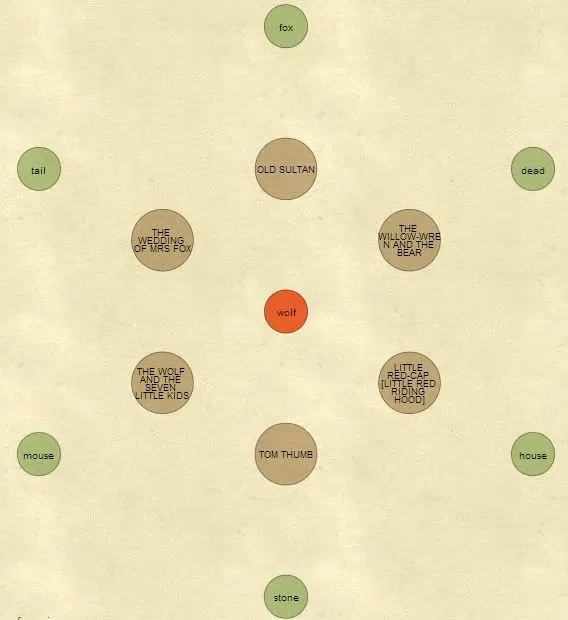 fox
OLD SULTAN
tail
dead
THE
WEDDING
OF MRS FOX
THE
WILLOW-WRE
N AND THE
BEAR
wolf
THE WOLF
AND THE
SEVEN
LITTLE KIDS
LITTLE
RED-CAP
[LITTLE RED
RIDING
HOOD]
TOM THUMB
mouse
house
stone